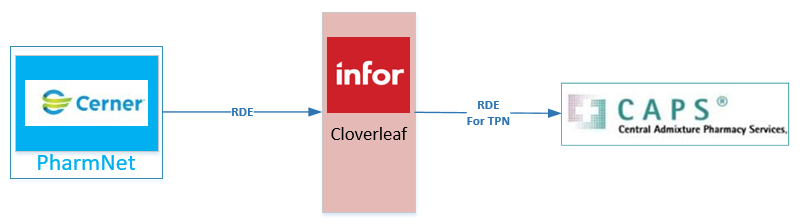 Cerner
PharmNet
RDE
infor
Cloverleaf
RDE
For TPN
CAPS®
Central Admixture Pharmacy Services,